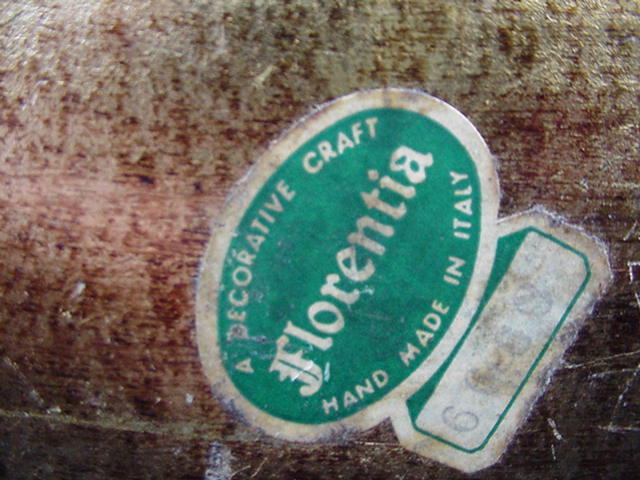 A DECORATIVE CRAFT
Florentia
HAND MADE IN ITALY